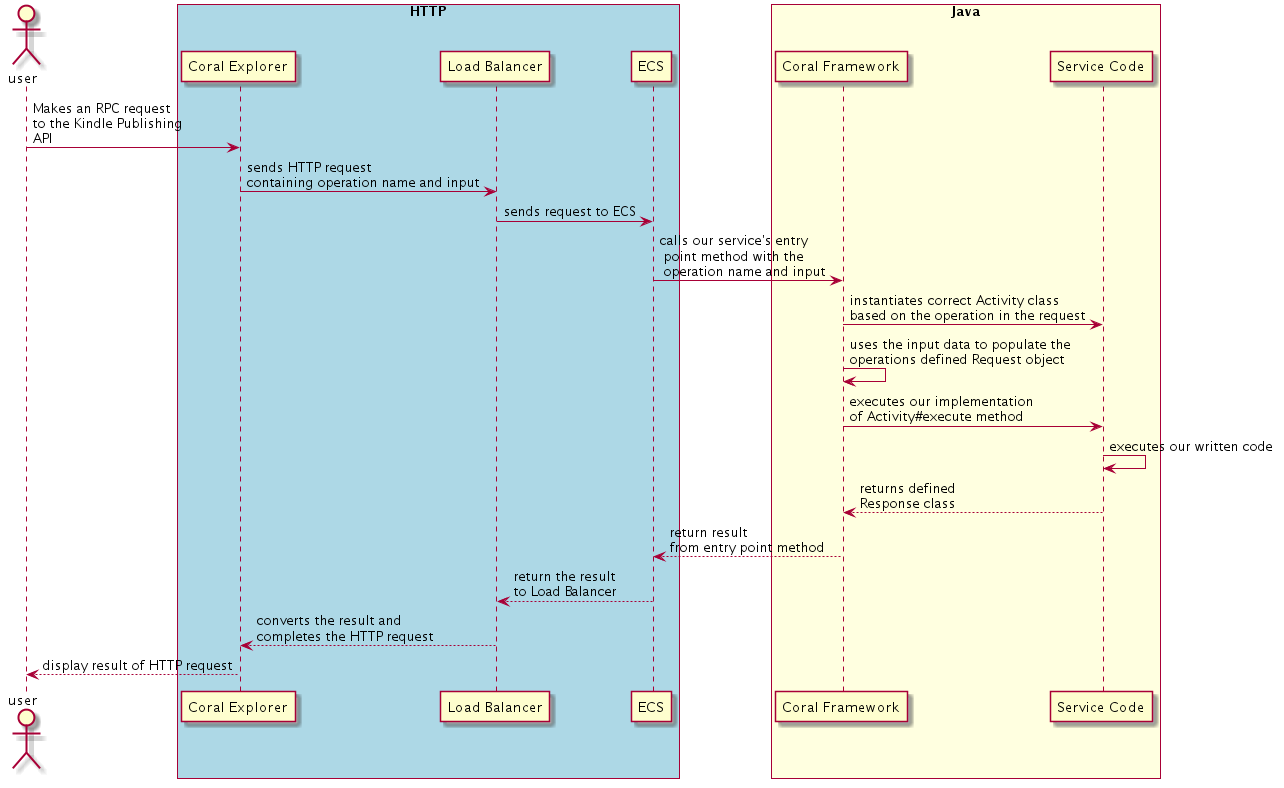 HTTP
Java
Coral Explorer
Load Balancer
ECS
Coral Framework
Service Code
user
Makes an RPC request
to the Kindle Publishing
API
sends HTTP request
containing operation name and input
sends request to ECS
calls our service's entry
point method with the
operation name and input
instantiates correct Activity class
based on the operation in the request
uses the input data to populate the
operations defined Request object
executes our implementation
of Activity#execute method
executes our written code
returns defined
Response class
return result
from entry point method
return the result
to Load Balancer
converts the result and
completes the HTTP request
display result of HTTP request
user
Coral Explorer
Load Balancer
ECS
Coral Framework
Service Code